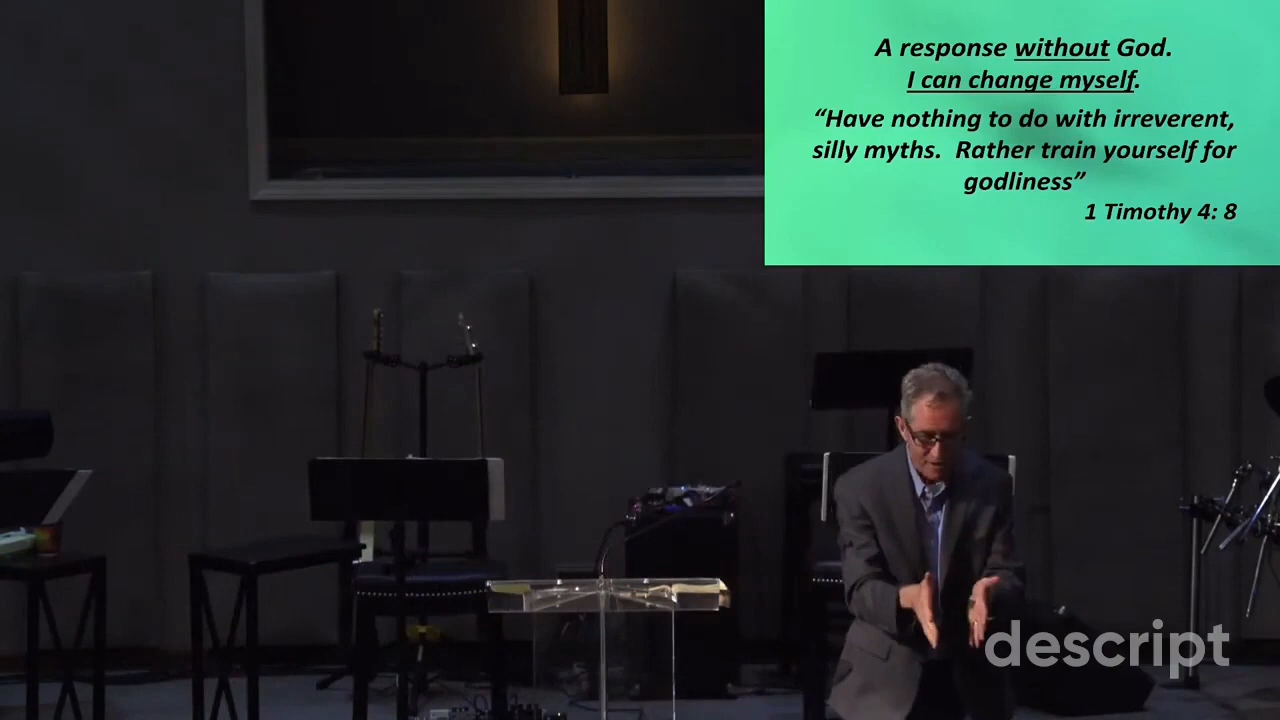 A response without God.
I can change myself.
“Have nothing to do with irreverent,
silly myths.  Rather train yourself for
godliness”
1 Timothy 4: 8
descript